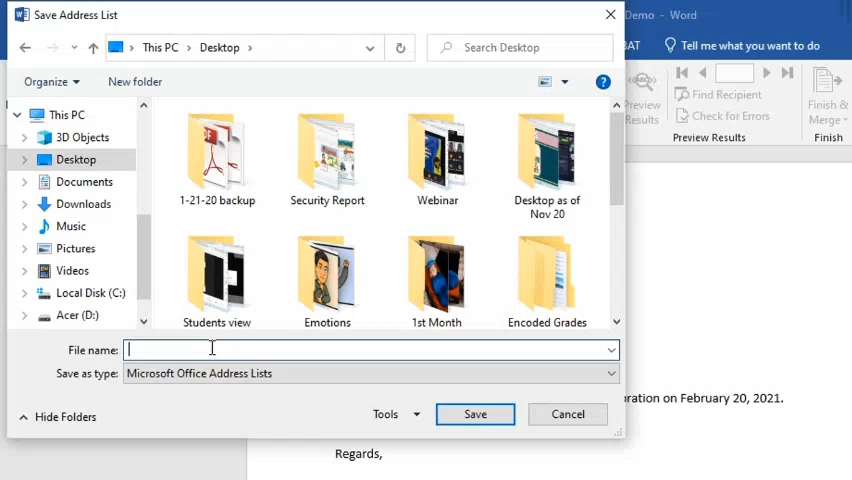 Save Address List
Demo - Word
This PC
Desktop
Search Desktop
AT
Tell me what you want to do
Organize
New folder
This PC
3D Objects
Desktop
Documents
Downloads
Music
Pictures
Videos
Local Disk (C:)
Acer (D:)
1-21-20 backup
Security Report
Webinar
Desktop as of
Nov 20
Students view
Emotions
1st Month
Encoded Grades
Preview
Results
Find Recipient
Check for Errors
Preview Results
Finish &
Merge
Finish
File name:
Save as type:
Microsoft Office Address Lists
Hide Folders
Tools
Save
Cancel
oration on February 20, 2021.
Regards,